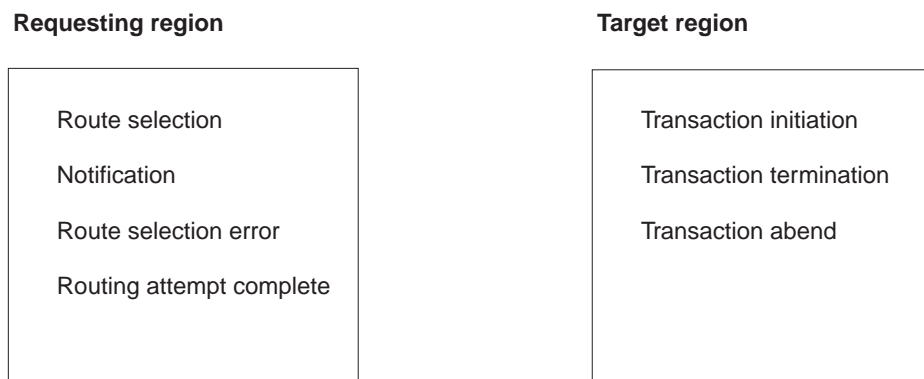 Requesting region
Target region
Route selection
Notification
Route selection error
Routing attempt complete
Transaction initiation
Transaction termination
Transaction abend